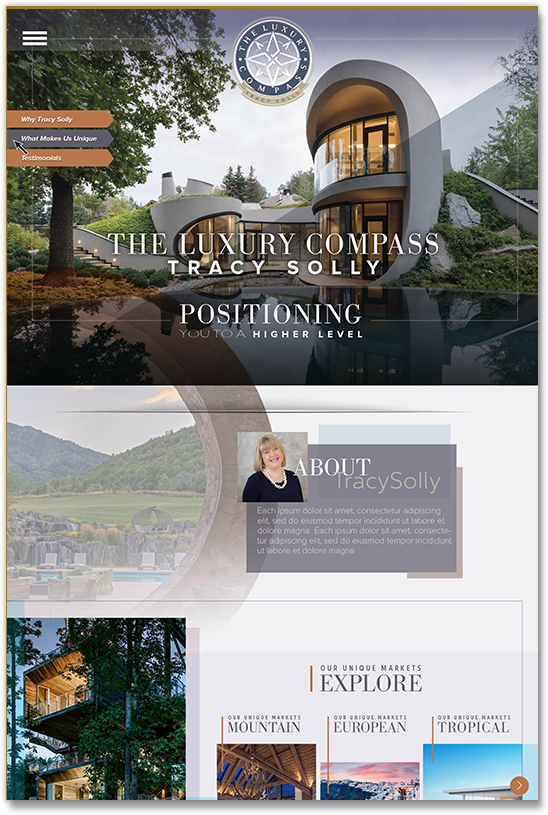 THE LUXURY
COMPASS
TRACY SOLLY
Why Tracy Solly
What Makes Us Unique
Testimonials
THE LUXURY COMPASS
TRACY SOLLY
POSITIONING
YOU TO A HIGHER LEVEL
ABOUT
TracySolly
Each ipsum dolor sit amet, consectetur adipiscing
elit, sed do eiusmod tempor incididunt ut labore et
dolore magna  Each ipsum dolor sit amet, consecte-
tur adipiscing elit, sed do eiusmod tempor incididunt
ut labore et dolore magna
OUR UNIQUE MARKETS
EXPLORE
OUR UNIQUE MARKETS
MOUNTAIN
OUR UNIQUE MARKETS
EUROPEAN
OUR UNIQUE MARKETS
TROPICAL